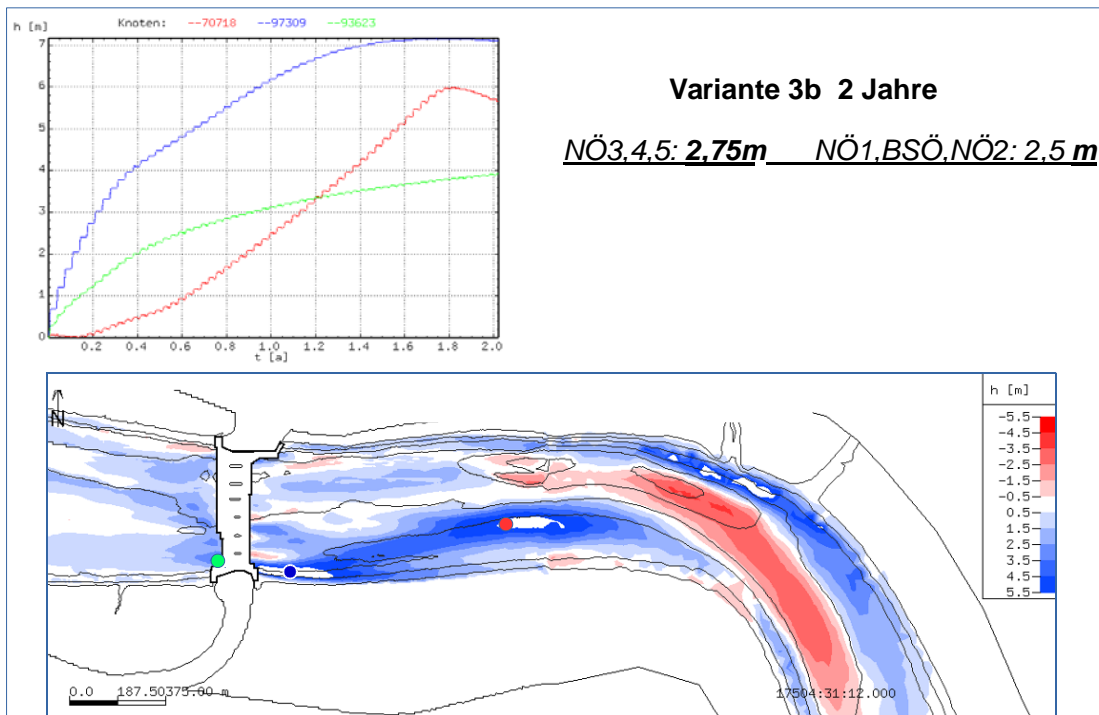 h [m] Knoten: --70718 --97309 --93623
7
6
5
4
3
2
1
0
0.2 0.4 0.6 0.8 1.0 1.2 1.4 1.6 1.8 2.0
t [a]
Variante 3b 2 Jahre
NÖ3,4,5: 2,75m NÖ1,BSÖ,NÖ2: 2,5 m
N
h [m]
-5.5
-4.5
-3.5
-2.5
-1.5
-0.5
0.5
1.5
2.5
3.5
4.5
5.5
0.0 187.50375.00 m
17504:31:12.000